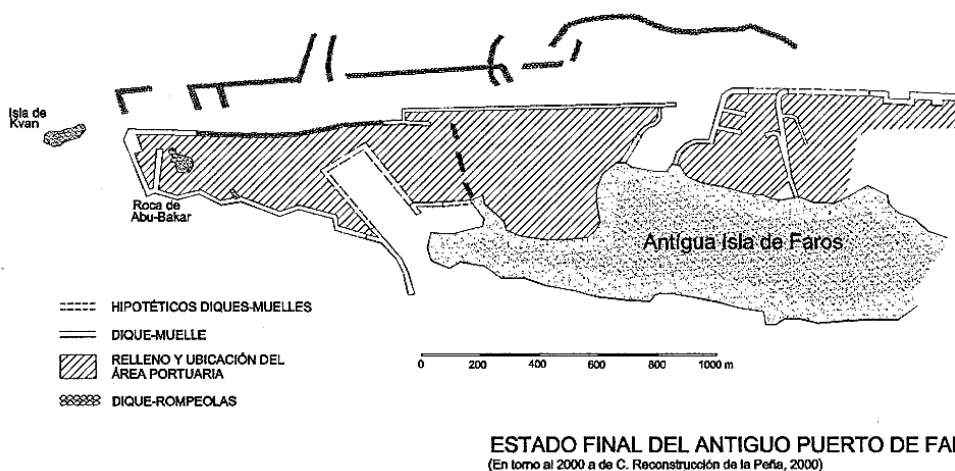 Isla de
Kvan
Roca de
Abu-Bakar
Antigua Isla de Faros
HIPOTÉTICOS DIQUES-MUELLES
DIQUE-MUELLE
RELLENO Y UBICACIÓN DEL
ÁREA PORTUARIA
DIQUE-ROMPEOLAS
0 200 400 600 800 1000 m
ESTADO FINAL DEL ANTIGUO PUERTO DE FA
(En torno al 2000 a de C. Reconstrucción de la Peña, 2000)